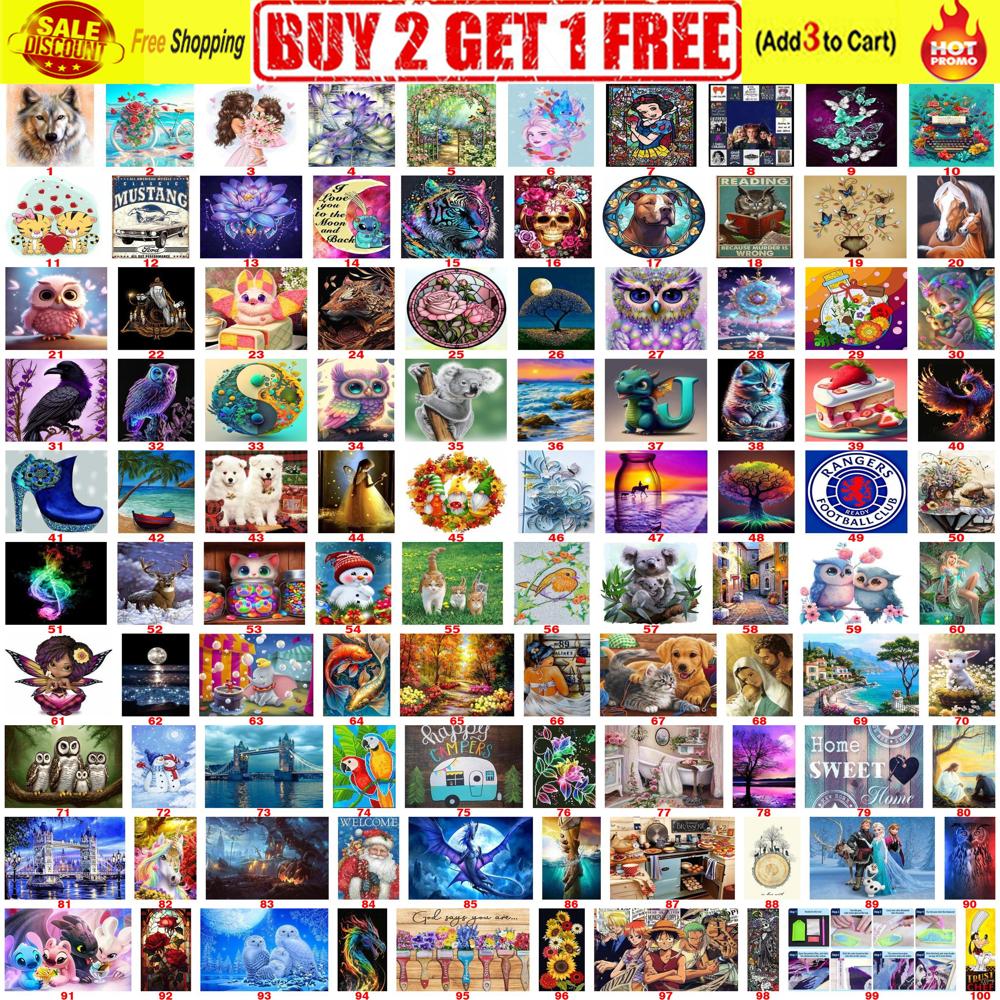 SALE
DISCOUNT
Free Shopping
BUY 2 GET 1 FREE
(Add 3 to Cart)
HOT
PROMO
1 2 3 4 5 6 7 8 9 10
CLASSIC
MUSTANG
Ford
I
Love
you
to the
Moon
and
Back
READING
BECAUSE MURDER IS
WRONG
11 12 13 14 15 16 17 18 19 20
21 22 23 24 25 26 27 28 29 30
J
31 32 33 34 35 36 37 38 39 40
RANGERS
READY
FOOTBALL CLUB
41 42 43 44 45 46 47 48 49 50
51 52 53 54 55 56 57 58 59 60
61 62 63 64 65 66 67 68 69 70
happy
CAMPERS
Home
SWEET
Home
71 72 73 74 75 76 77 78 79 80
WELCOME
81 82 83 84 85 86 87 88 89 90
God says you are...
TRUST
91 92 93 94 95 96 97 98 99 100